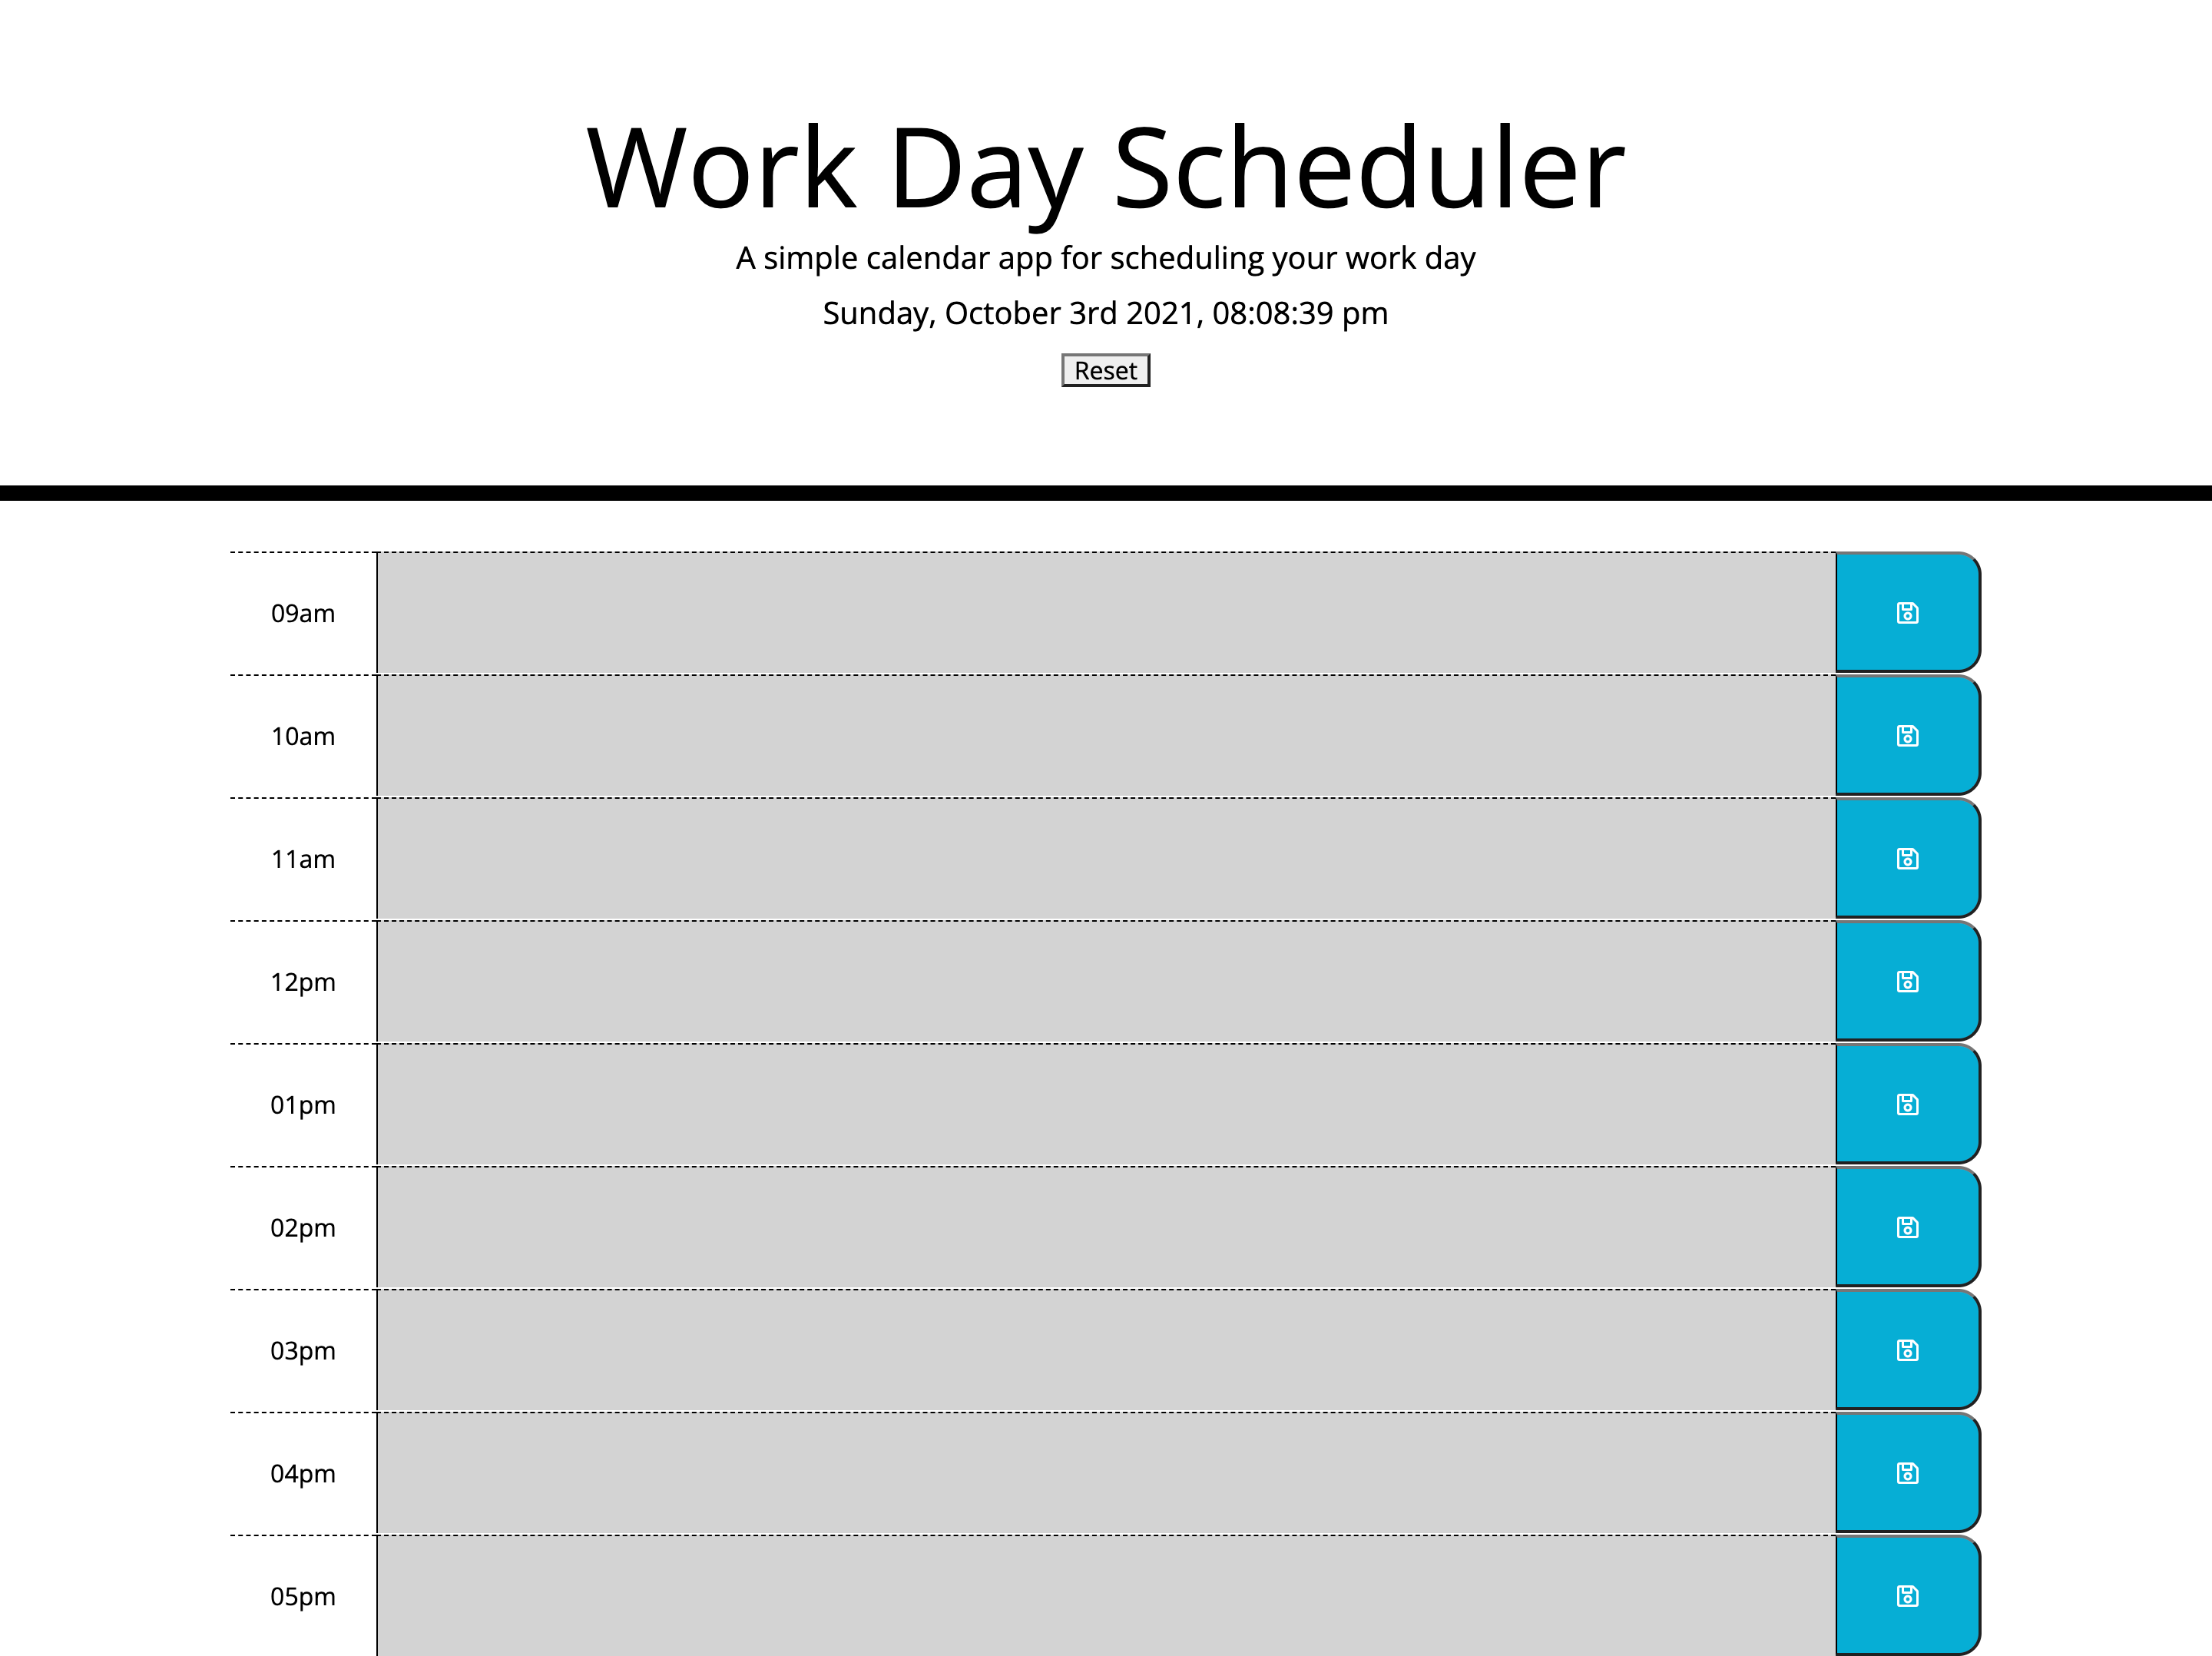 Work Day Scheduler
A simple calendar app for scheduling your work day
Sunday, October 3rd 2021, 08:08:39 pm
Reset
09am
10am
11am
12pm
01pm
02pm
03pm
04pm
05pm